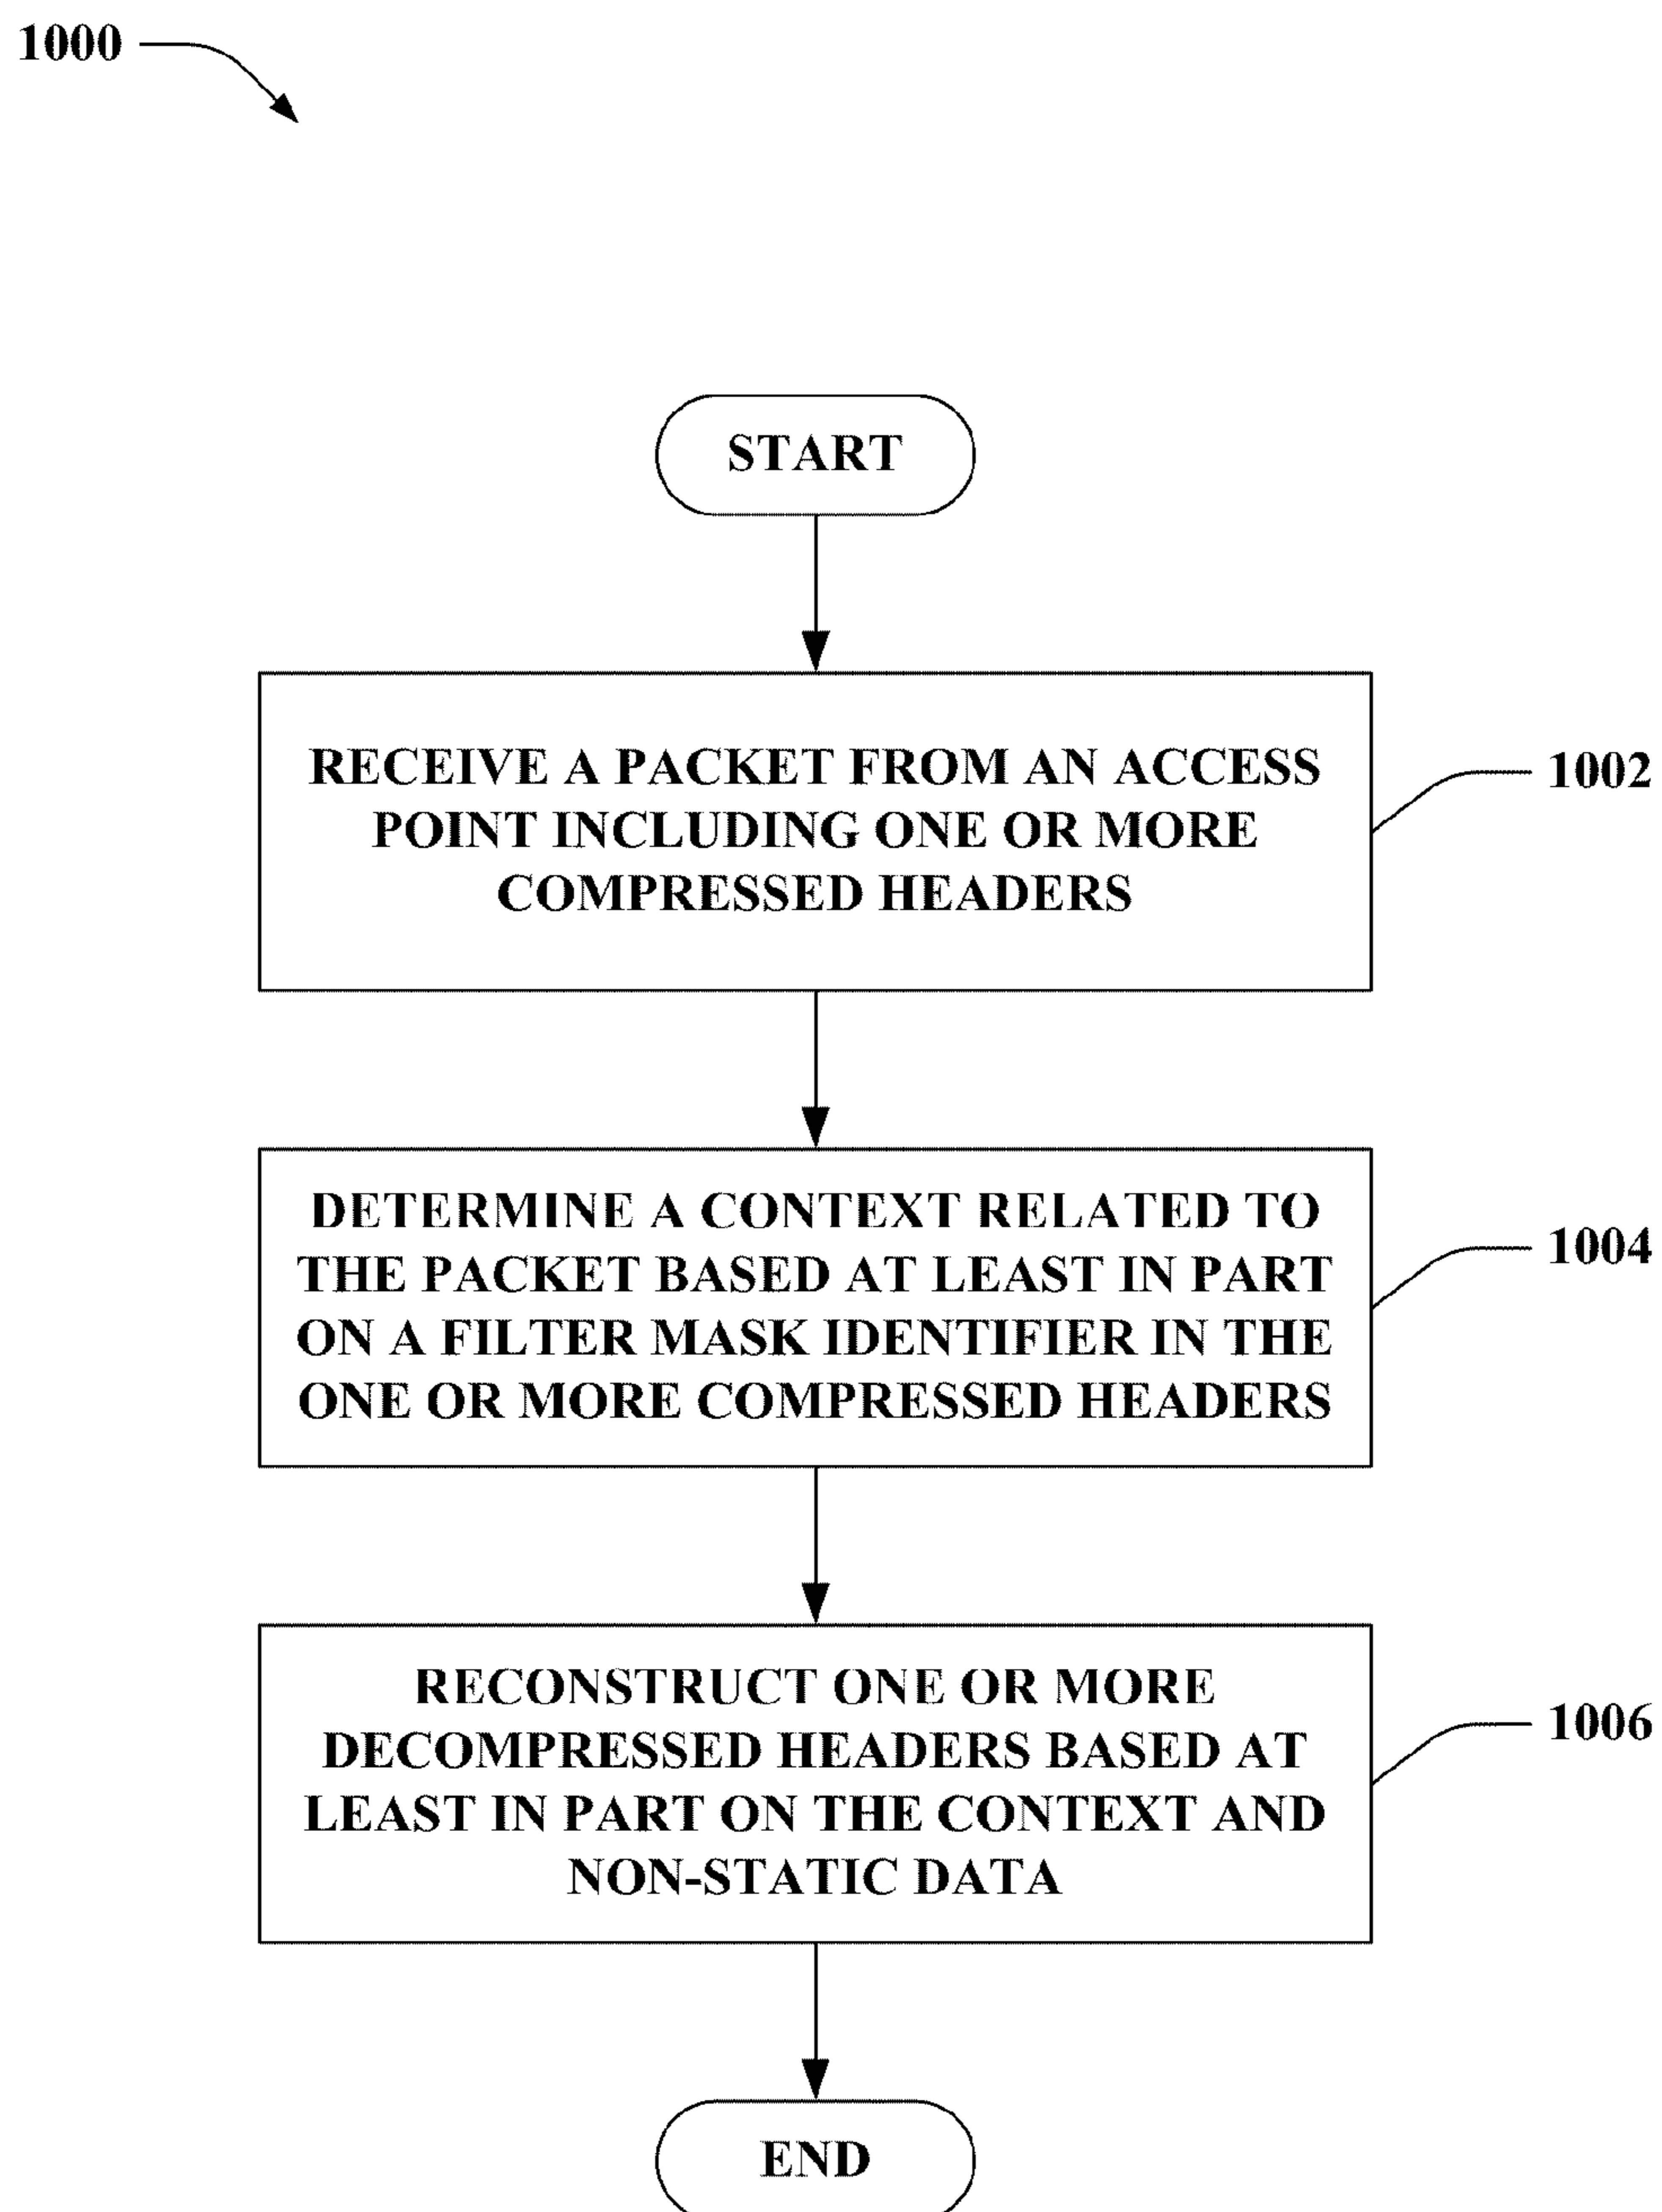 1000
START
RECEIVE A PACKET FROM AN ACCESS
POINT INCLUDING ONE OR MORE
COMPRESSED HEADERS
1002
DETERMINE A CONTEXT RELATED TO
THE PACKET BASED AT LEAST IN PART
ON A FILTER MASK IDENTIFIER IN THE
ONE OR MORE COMPRESSED HEADERS
1004
RECONSTRUCT ONE OR MORE
DECOMPRESSED HEADERS BASED AT
LEAST IN PART ON THE CONTEXT AND
NON-STATIC DATA
1006
END